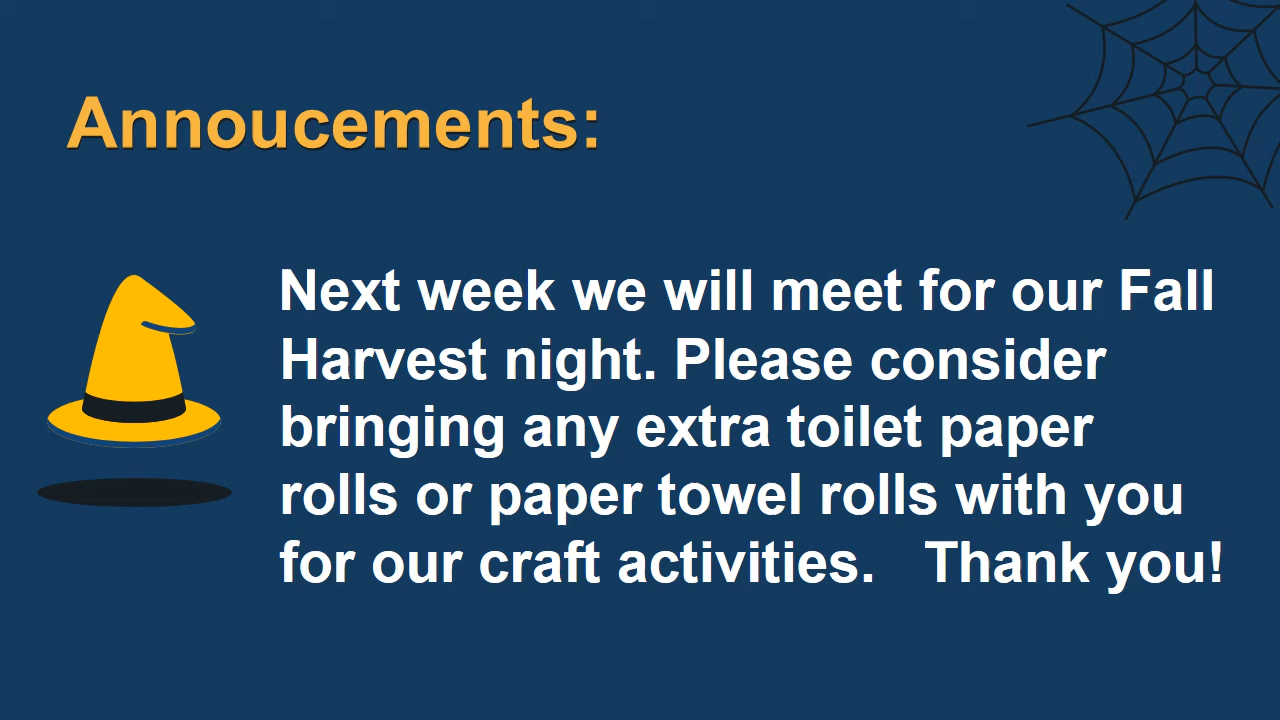 Annoucements:
Next week we will meet for our Fall
Harvest night. Please consider
bringing any extra toilet paper
rolls or paper towel rolls with you
for our craft activities.   Thank you!